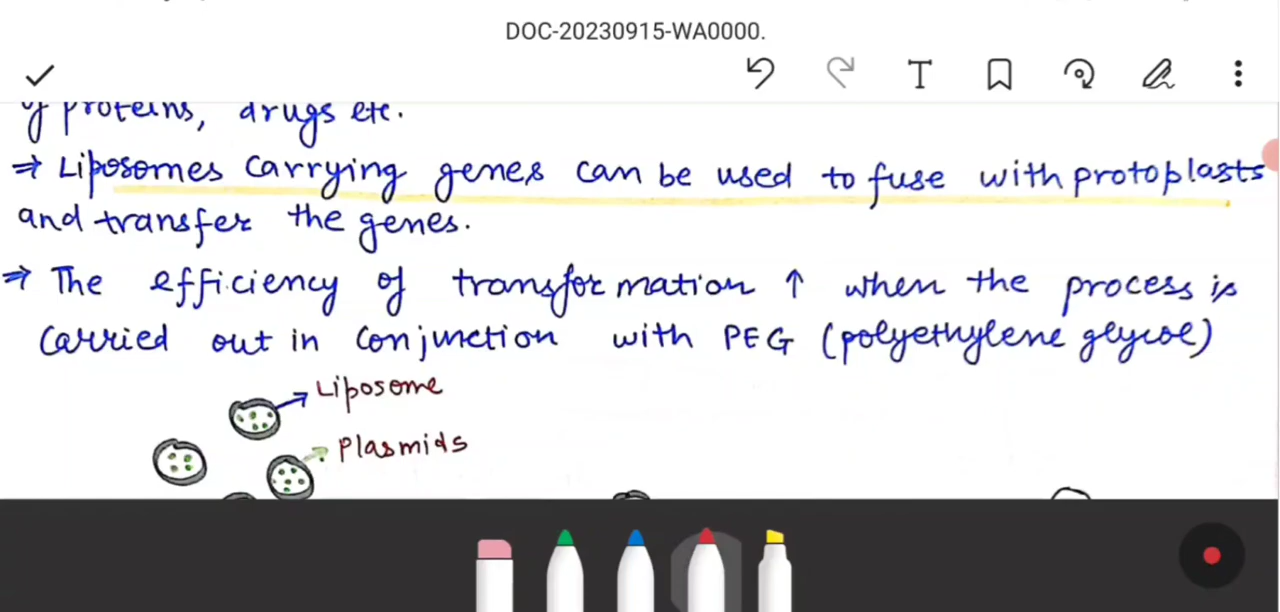 DOC-20230915-WA0000.
T
of proteins, drugs etc.
⇒ Liposomes carrying genes can be used to fuse with protoplasts
and transfer the genes.
⇒ The efficiency of transformation ↑ when the process is
carried out in conjunction with PEG (polyethylene glycol)
Liposome
Plasmids